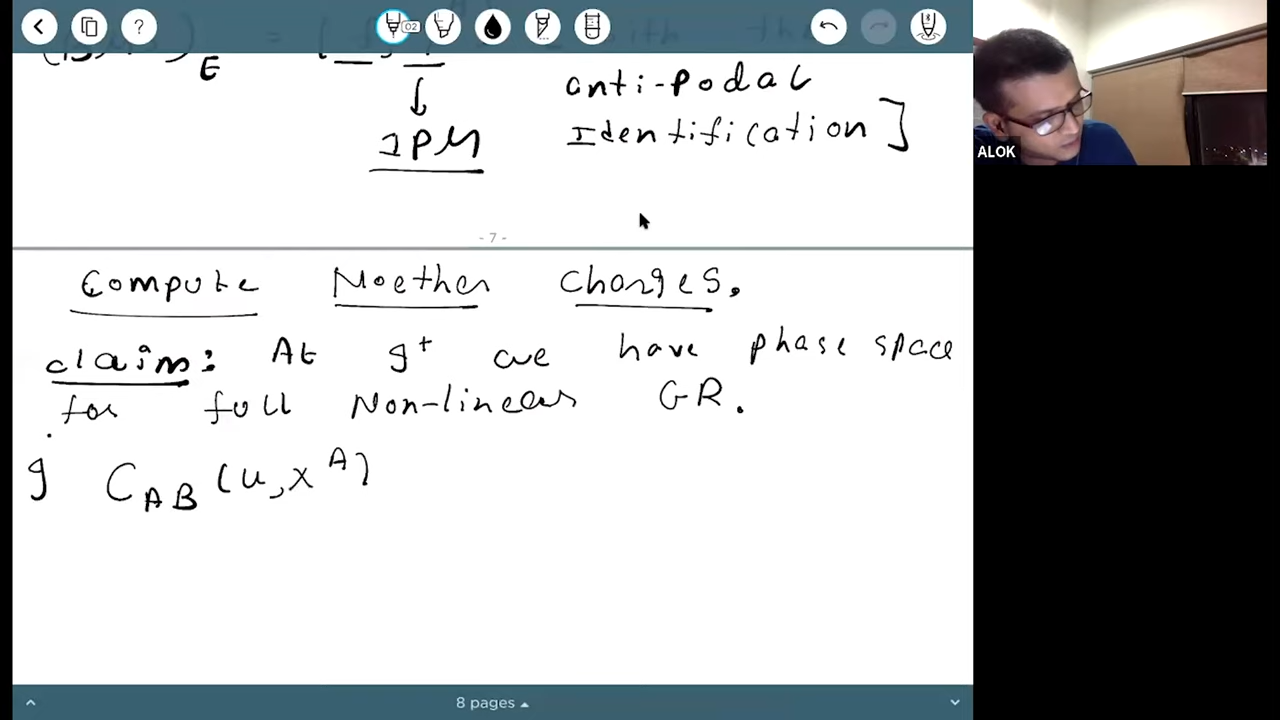 02
?
E = (
anti-podal
↓
IPM
Identification]
ALOK
- 7 -
Compute Noether Charges.
claim: At g⁺ we have phase space
for full Non-linear GR.
g C_AB (u, x^A)
8 pages